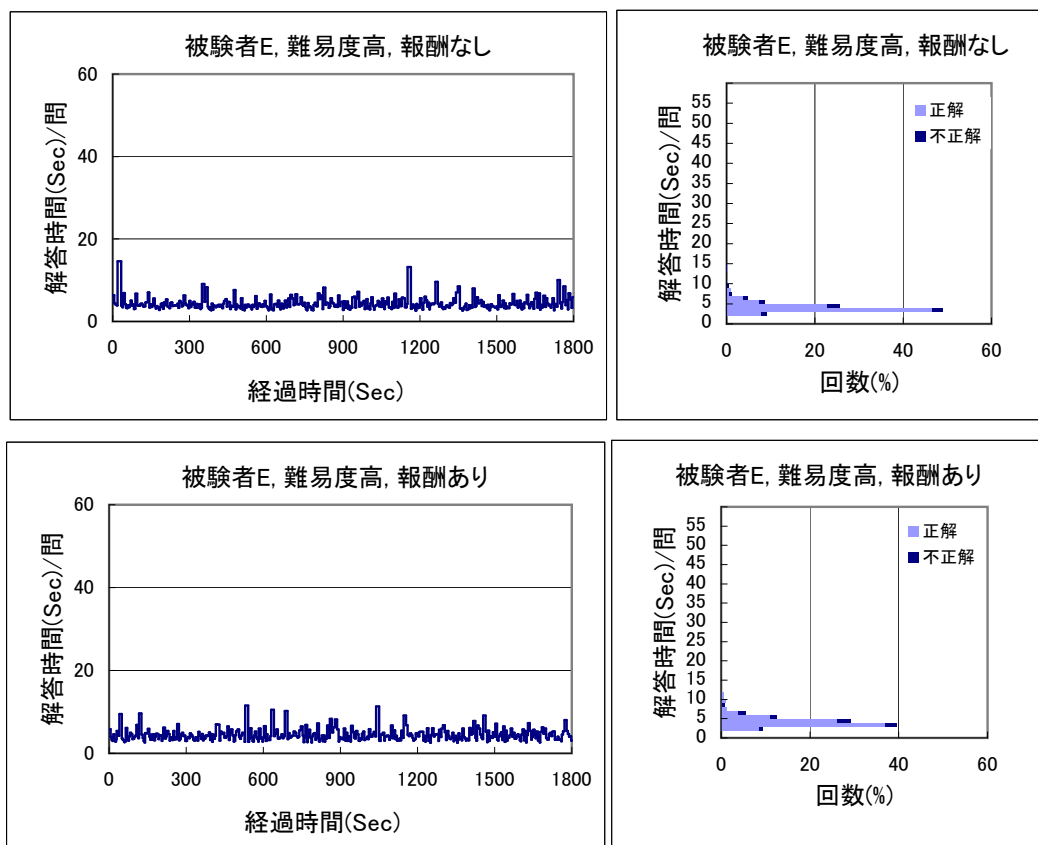 被験者E, 難易度高, 報酬なし
60
40
20
0
解答時間(Sec)/問
0 300 600 900 1200 1500 1800
経過時間(Sec)
被験者E, 難易度高, 報酬なし
55
50
45
40
35
30
25
20
15
10
5
0
解答時間(Sec)/問
正解
不正解
0 20 40 60
回数(%)
被験者E, 難易度高, 報酬あり
60
40
20
0
解答時間(Sec)/問
0 300 600 900 1200 1500 1800
経過時間(Sec)
被験者E, 難易度高, 報酬あり
55
50
45
40
35
30
25
20
15
10
5
0
解答時間(Sec)/問
正解
不正解
0 20 40 60
回数(%)